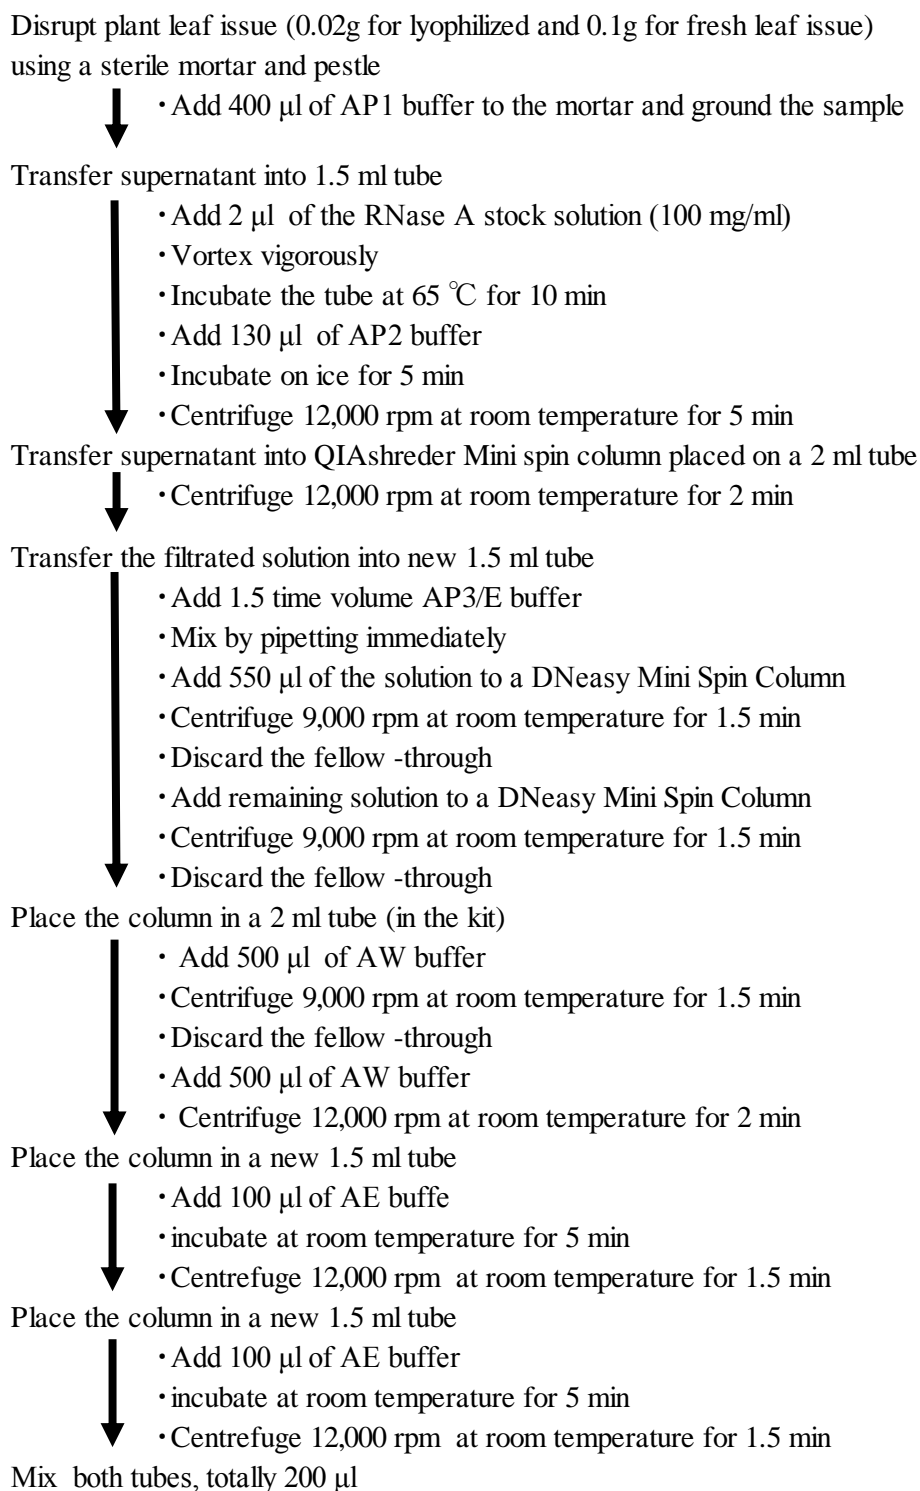 Disrupt plant leaf issue (0.02g for lyophilized and 0.1g for fresh leaf issue)
using a sterile mortar and pestle
・Add 400 μl of AP1 buffer to the mortar and ground the sample
Transfer supernatant into 1.5 ml tube
・Add 2 μl of the RNase A stock solution (100 mg/ml)
・Vortex vigorously
・Incubate the tube at 65 ℃ for 10 min
・Add 130 μl of AP2 buffer
・Incubate on ice for 5 min
・Centrifuge 12,000 rpm at room temperature for 5 min
Transfer supernatant into QIAshreder Mini spin column placed on a 2 ml tube
・Centrifuge 12,000 rpm at room temperature for 2 min
Transfer the filtrated solution into new 1.5 ml tube
・Add 1.5 time volume AP3/E buffer
・Mix by pipetting immediately
・Add 550 μl of the solution to a DNeasy Mini Spin Column
・Centrifuge 9,000 rpm at room temperature for 1.5 min
・Discard the fellow -through
・Add remaining solution to a DNeasy Mini Spin Column
・Centrifuge 9,000 rpm at room temperature for 1.5 min
・Discard the fellow -through
Place the column in a 2 ml tube (in the kit)
・ Add 500 μl of AW buffer
・Centrifuge 9,000 rpm at room temperature for 1.5 min
・Discard the fellow -through
・Add 500 μl of AW buffer
・ Centrifuge 12,000 rpm at room temperature for 2 min
Place the column in a new 1.5 ml tube
・Add 100 μl of AE buffe
・incubate at room temperature for 5 min
・Centrefuge 12,000 rpm at room temperature for 1.5 min
Place the column in a new 1.5 ml tube
・Add 100 μl of AE buffer
・incubate at room temperature for 5 min
・Centrefuge 12,000 rpm at room temperature for 1.5 min
Mix both tubes, totally 200 μl